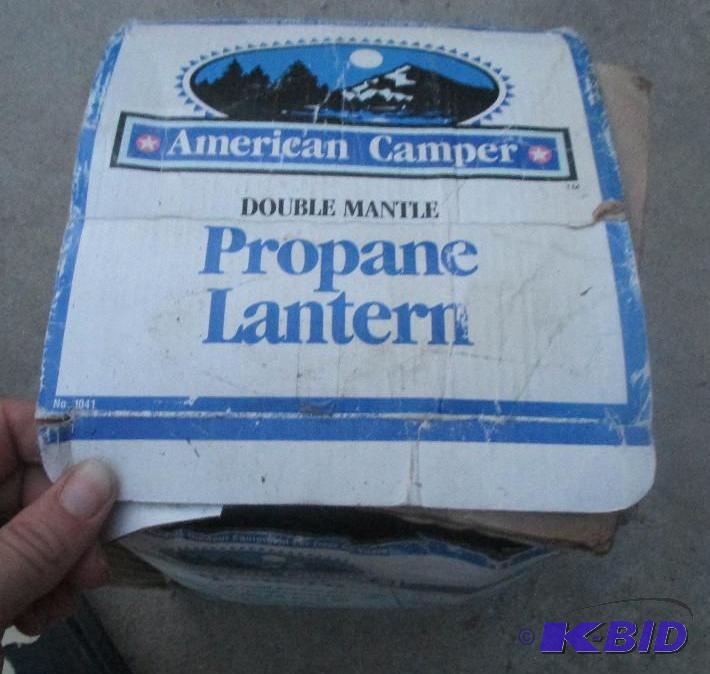 American Camper
TM
DOUBLE MANTLE
Propane
Lantern
No. 1041
© K-BID